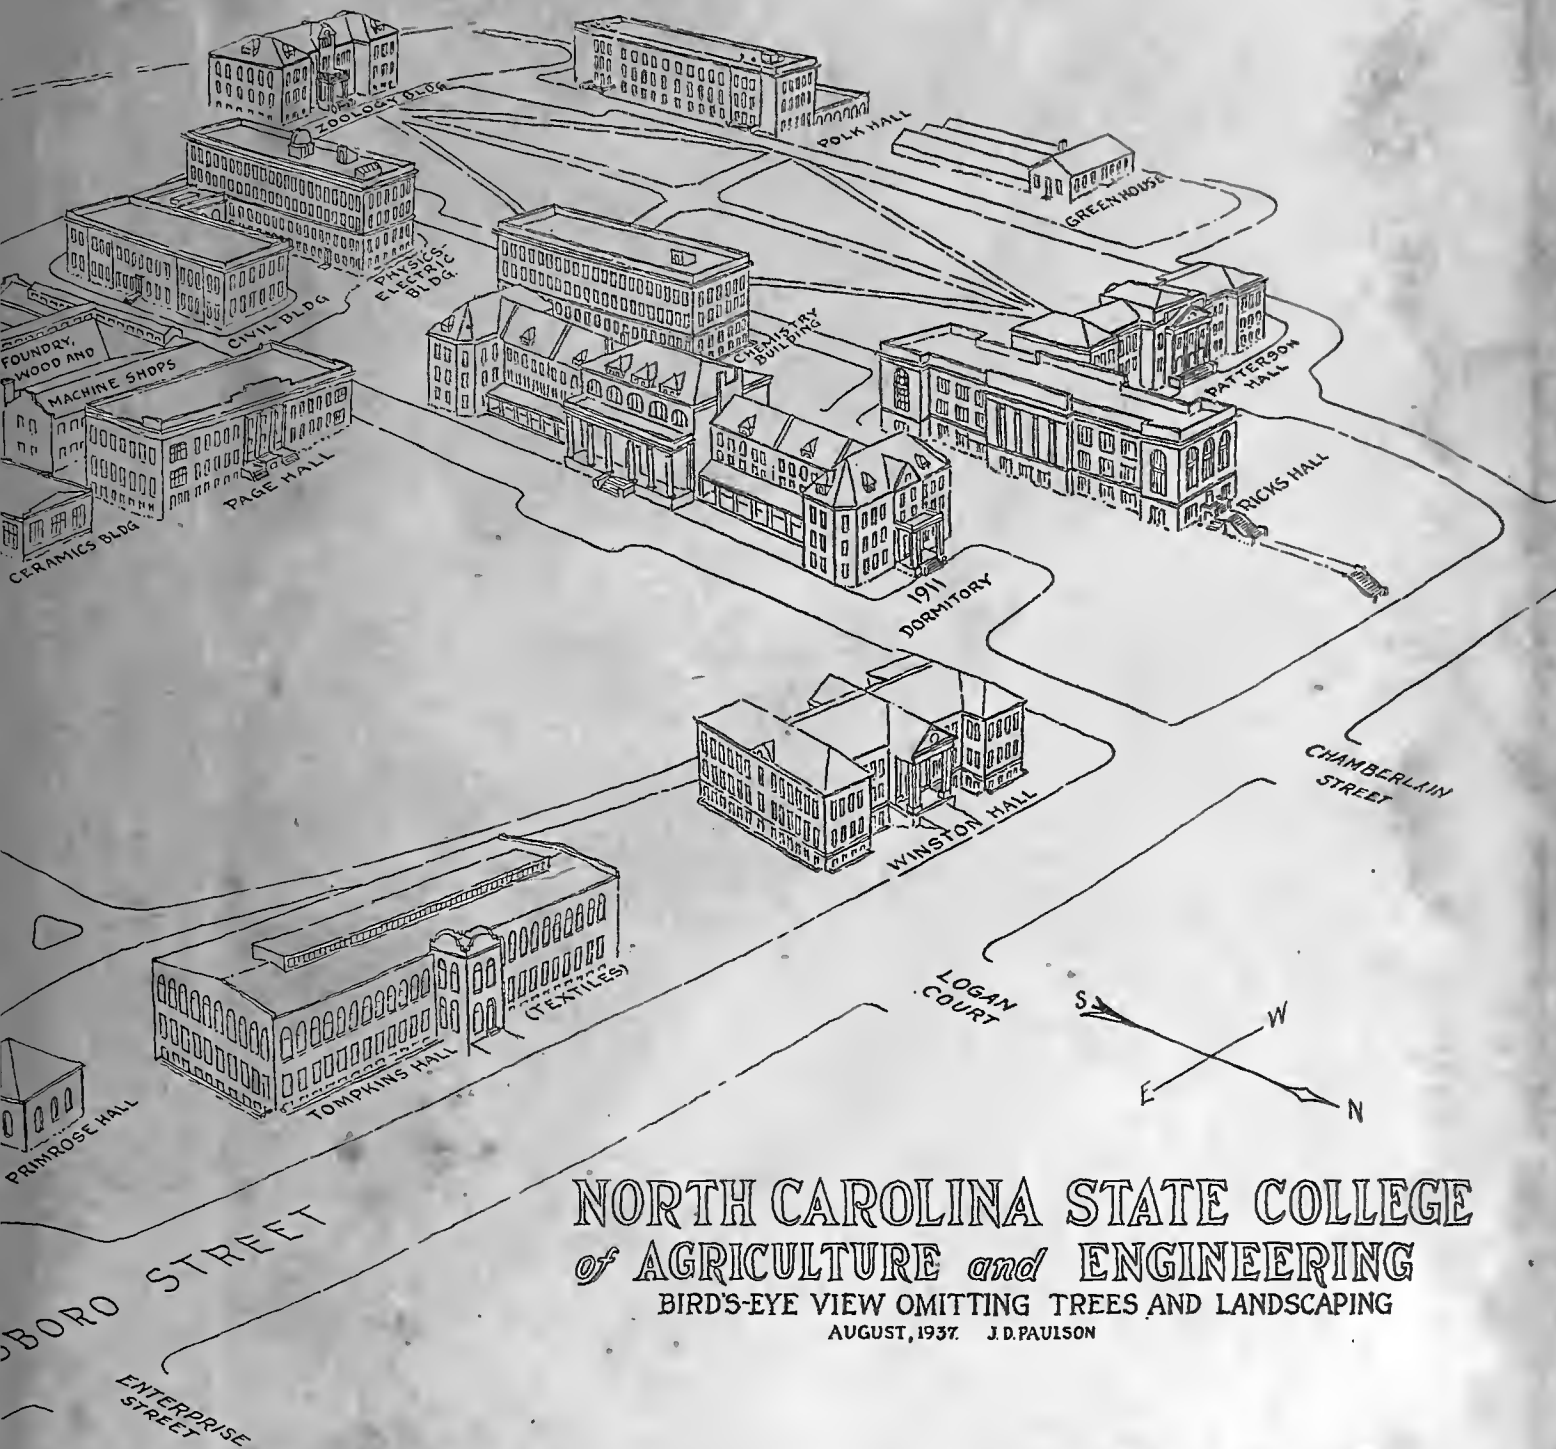 ZOOLOGY BLDG.
POLK HALL
GREENHOUSE
PHYSICS-
ELECTRIC
BLDG.
CIVIL BLDG
CHEMISTRY
BUILDING
PATTERSON
HALL
FOUNDRY,
WOOD AND
MACHINE SHOPS
PAGE HALL
RICKS HALL
CERAMICS BLDG
1911
DORMITORY
CHAMBERLAIN
STREET
WINSTON HALL
(TEXTILES)
TOMPKINS HALL
LOGAN
COURT
S
W
E
N
PRIMROSE HALL
SBORO STREET
ENTERPRISE
STREET
NORTH CAROLINA STATE COLLEGE
of AGRICULTURE and ENGINEERING
BIRD'S-EYE VIEW OMITTING TREES AND LANDSCAPING
AUGUST, 1937. J. D. PAULSON